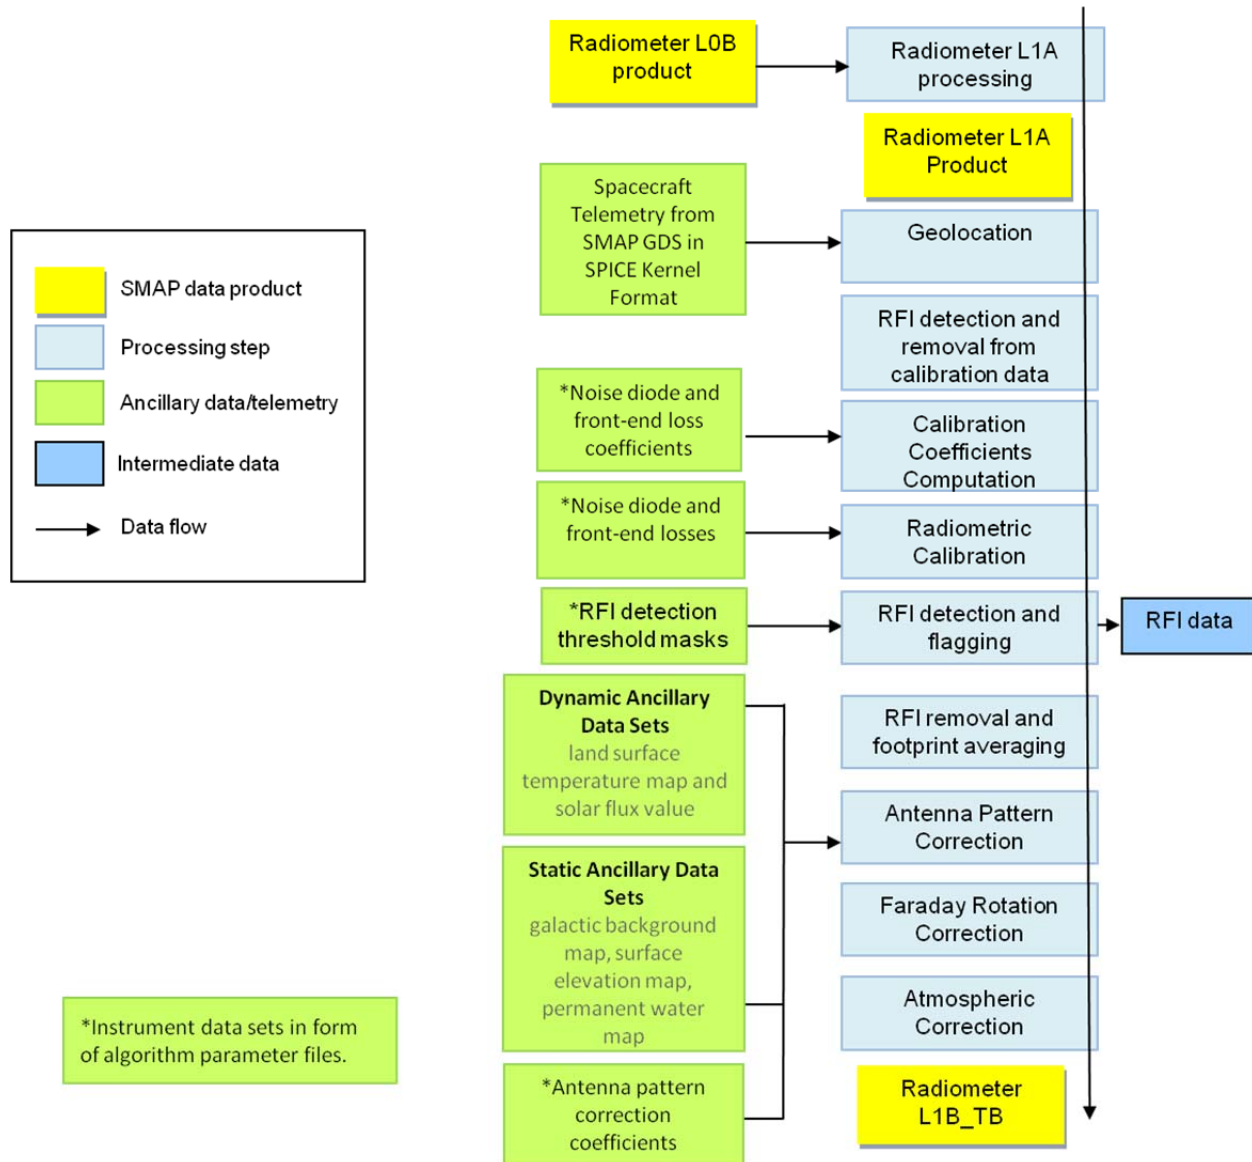 Radiometer L0B
product
Radiometer L1A
processing
Radiometer L1A
Product
Spacecraft
Telemetry from
SMAP GDS in
SPICE Kernel
Format
Geolocation
SMAP data product
Processing step
Ancillary data/telemetry
Intermediate data
Data flow
RFI detection and
removal from
calibration data
*Noise diode and
front-end loss
coefficients
Calibration
Coefficients
Computation
*Noise diode and
front-end losses
Radiometric
Calibration
*RFI detection
threshold masks
RFI detection and
flagging
RFI data
Dynamic Ancillary
Data Sets
land surface
temperature map and
solar flux value
RFI removal and
footprint averaging
Antenna Pattern
Correction
Static Ancillary Data
Sets
galactic background
map, surface
elevation map,
permanent water
map
Faraday Rotation
Correction
Atmospheric
Correction
*Instrument data sets in form
of algorithm parameter files.
*Antenna pattern
correction
coefficients
Radiometer
L1B_TB